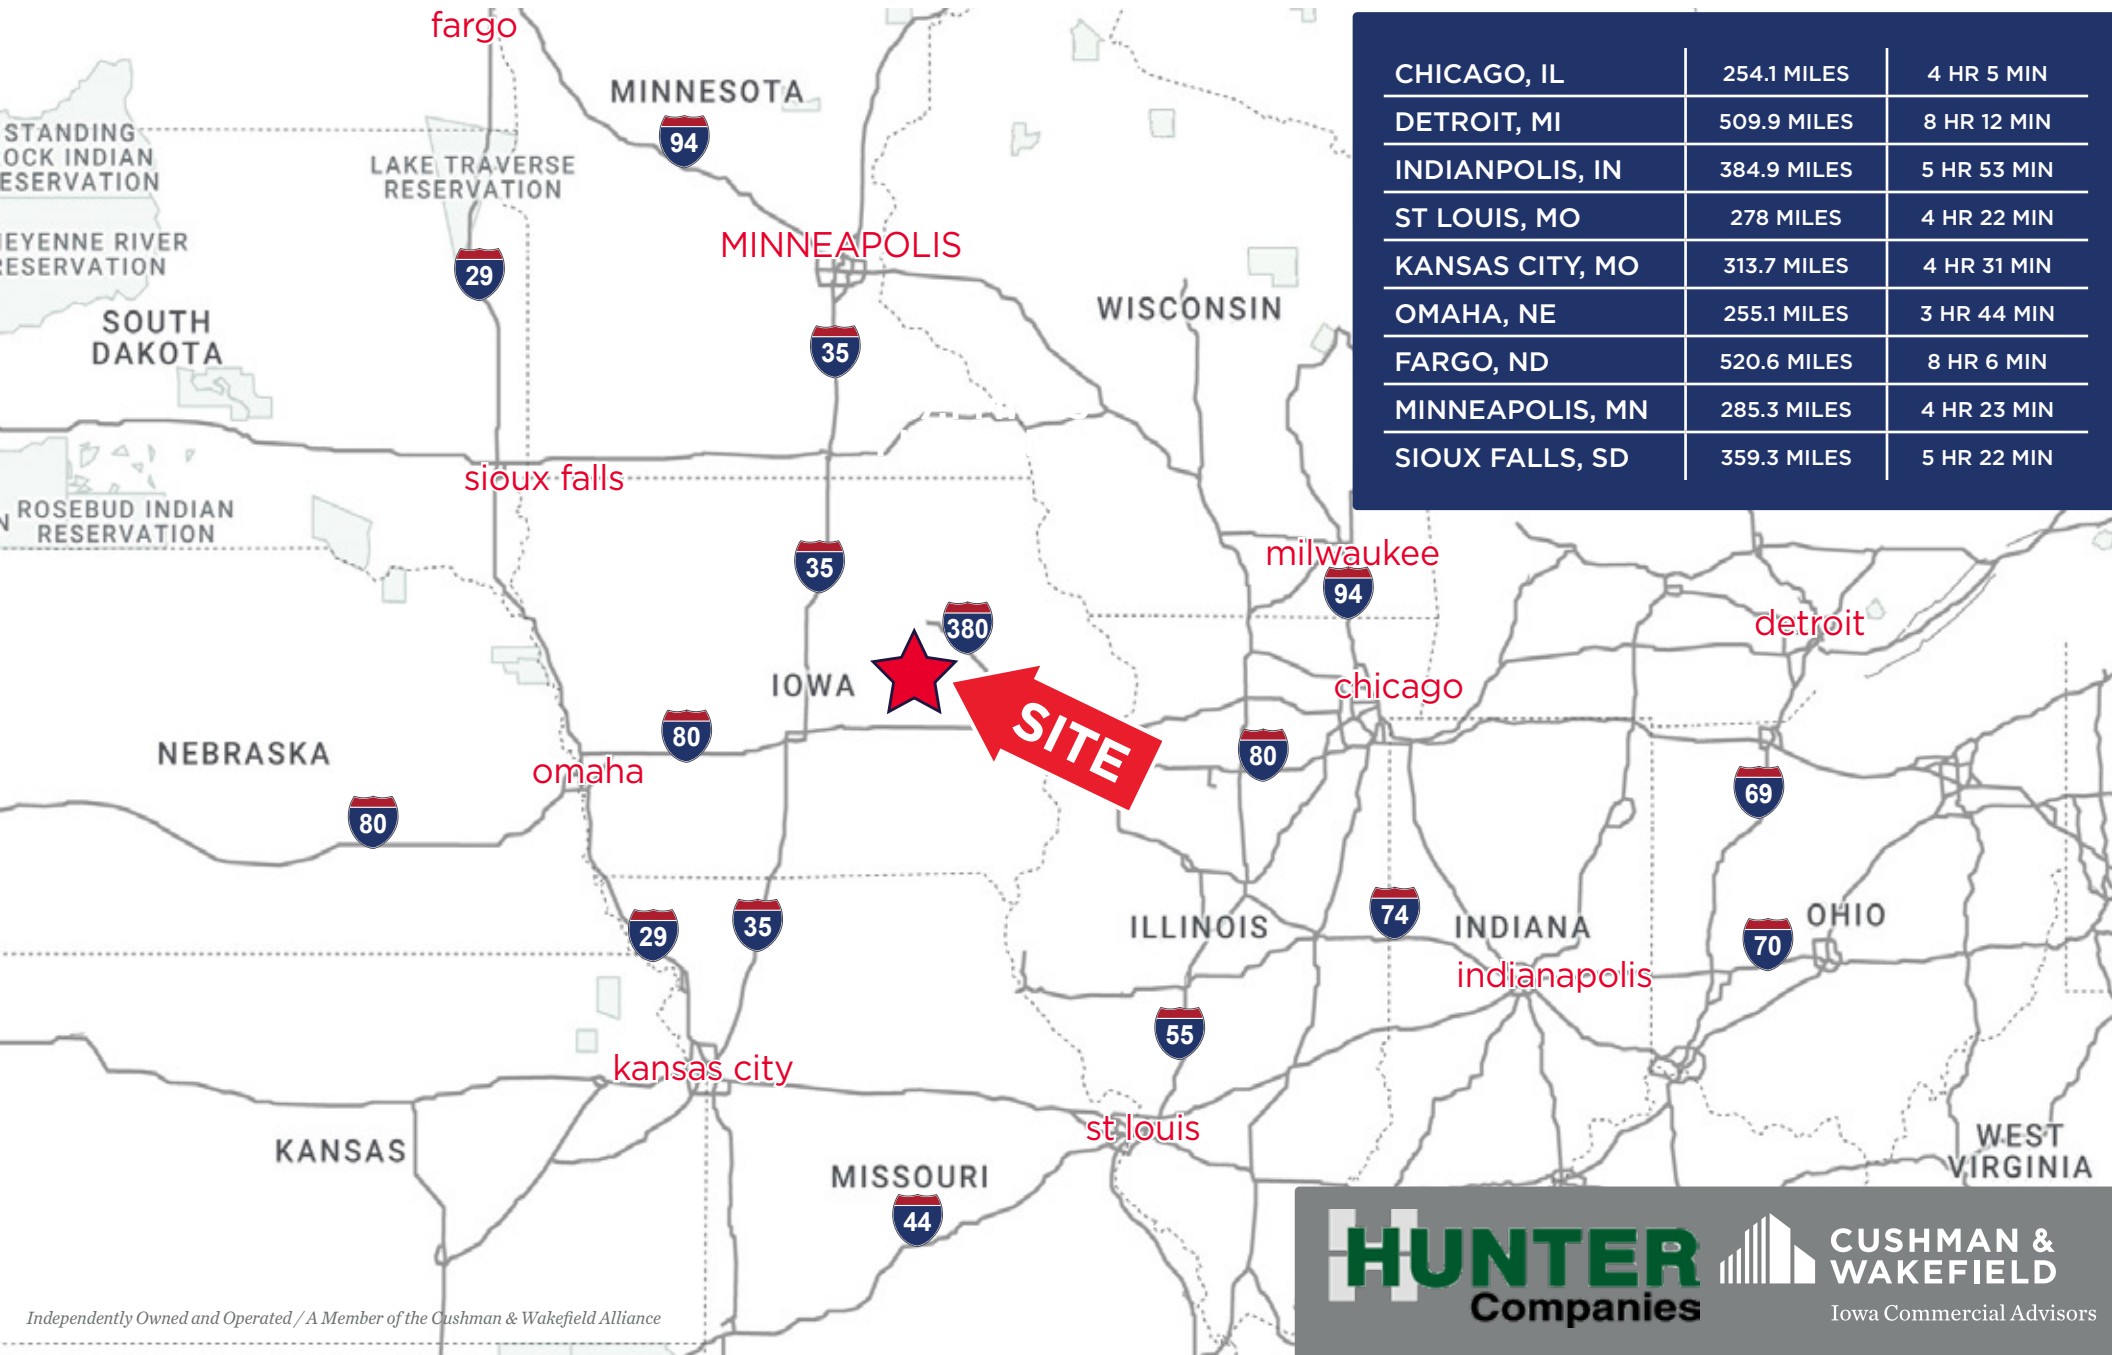 fargo
MINNESOTA
94
STANDING
OCK INDIAN
ESERVATION
LAKE TRAVERSE
RESERVATION
EYENNE RIVER
ESERVATION
29
MINNEAPOLIS
SOUTH
DAKOTA
35
WISCONSIN
CHICAGO, IL 254.1 MILES 4 HR 5 MIN
DETROIT, MI 509.9 MILES 8 HR 12 MIN
INDIANPOLIS, IN 384.9 MILES 5 HR 53 MIN
ST LOUIS, MO 278 MILES 4 HR 22 MIN
KANSAS CITY, MO 313.7 MILES 4 HR 31 MIN
OMAHA, NE 255.1 MILES 3 HR 44 MIN
FARGO, ND 520.6 MILES 8 HR 6 MIN
MINNEAPOLIS, MN 285.3 MILES 4 HR 23 MIN
SIOUX FALLS, SD 359.3 MILES 5 HR 22 MIN
sioux falls
N ROSEBUD INDIAN
RESERVATION
35
milwaukee
94
380
detroit
IOWA
chicago
SITE
80
NEBRASKA
omaha
80
80
69
29
35
ILLINOIS
74
INDIANA
OHIO
70
indianapolis
55
kansas city
st louis
KANSAS
MISSOURI
44
WEST
VIRGINIA
HUNTER
Companies
CUSHMAN &
WAKEFIELD
Iowa Commercial Advisors
Independently Owned and Operated / A Member of the Cushman & Wakefield Alliance